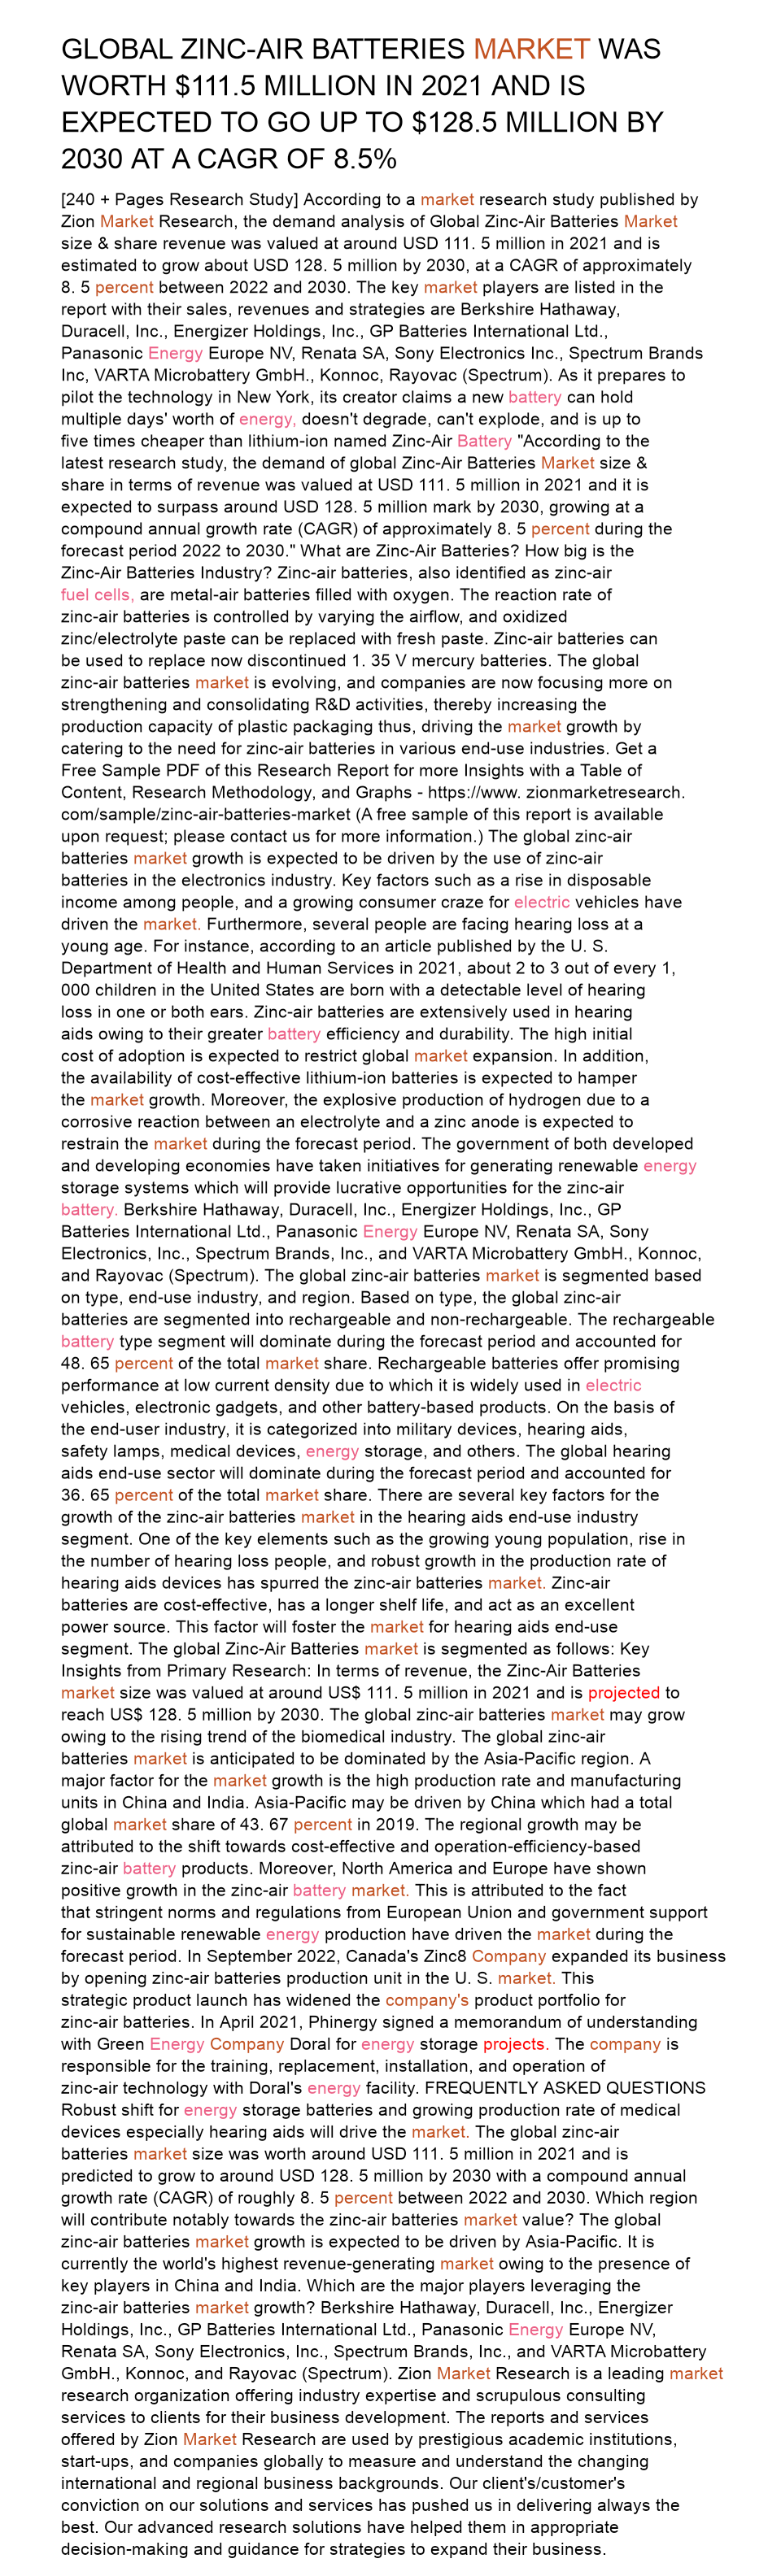 GLOBAL ZINC-AIR BATTERIES MARKET WAS
WORTH $111.5 MILLION IN 2021 AND IS
EXPECTED TO GO UP TO $128.5 MILLION BY
2030 AT A CAGR OF 8.5%
[240 + Pages Research Study] According to a market research study published by
Zion Market Research, the demand analysis of Global Zinc-Air Batteries Market
size & share revenue was valued at around USD 111. 5 million in 2021 and is
estimated to grow about USD 128. 5 million by 2030, at a CAGR of approximately
8. 5 percent between 2022 and 2030. The key market players are listed in the
report with their sales, revenues and strategies are Berkshire Hathaway,
Duracell, Inc., Energizer Holdings, Inc., GP Batteries International Ltd.,
Panasonic Energy Europe NV, Renata SA, Sony Electronics Inc., Spectrum Brands
Inc, VARTA Microbattery GmbH., Konnoc, Rayovac (Spectrum). As it prepares to
pilot the technology in New York, its creator claims a new battery can hold
multiple days' worth of energy, doesn't degrade, can't explode, and is up to
five times cheaper than lithium-ion named Zinc-Air Battery "According to the
latest research study, the demand of global Zinc-Air Batteries Market size &
share in terms of revenue was valued at USD 111. 5 million in 2021 and it is
expected to surpass around USD 128. 5 million mark by 2030, growing at a
compound annual growth rate (CAGR) of approximately 8. 5 percent during the
forecast period 2022 to 2030." What are Zinc-Air Batteries? How big is the
Zinc-Air Batteries Industry? Zinc-air batteries, also identified as zinc-air
fuel cells, are metal-air batteries filled with oxygen. The reaction rate of
zinc-air batteries is controlled by varying the airflow, and oxidized
zinc/electrolyte paste can be replaced with fresh paste. Zinc-air batteries can
be used to replace now discontinued 1. 35 V mercury batteries. The global
zinc-air batteries market is evolving, and companies are now focusing more on
strengthening and consolidating R&D activities, thereby increasing the
production capacity of plastic packaging thus, driving the market growth by
catering to the need for zinc-air batteries in various end-use industries. Get a
Free Sample PDF of this Research Report for more Insights with a Table of
Content, Research Methodology, and Graphs - https://www. zionmarketresearch.
com/sample/zinc-air-batteries-market (A free sample of this report is available
upon request; please contact us for more information.) The global zinc-air
batteries market growth is expected to be driven by the use of zinc-air
batteries in the electronics industry. Key factors such as a rise in disposable
income among people, and a growing consumer craze for electric vehicles have
driven the market. Furthermore, several people are facing hearing loss at a
young age. For instance, according to an article published by the U. S.
Department of Health and Human Services in 2021, about 2 to 3 out of every 1,
000 children in the United States are born with a detectable level of hearing
loss in one or both ears. Zinc-air batteries are extensively used in hearing
aids owing to their greater battery efficiency and durability. The high initial
cost of adoption is expected to restrict global market expansion. In addition,
the availability of cost-effective lithium-ion batteries is expected to hamper
the market growth. Moreover, the explosive production of hydrogen due to a
corrosive reaction between an electrolyte and a zinc anode is expected to
restrain the market during the forecast period. The government of both developed
and developing economies have taken initiatives for generating renewable energy
storage systems which will provide lucrative opportunities for the zinc-air
battery. Berkshire Hathaway, Duracell, Inc., Energizer Holdings, Inc., GP
Batteries International Ltd., Panasonic Energy Europe NV, Renata SA, Sony
Electronics, Inc., Spectrum Brands, Inc., and VARTA Microbattery GmbH., Konnoc,
and Rayovac (Spectrum). The global zinc-air batteries market is segmented based
on type, end-use industry, and region. Based on type, the global zinc-air
batteries are segmented into rechargeable and non-rechargeable. The rechargeable
battery type segment will dominate during the forecast period and accounted for
48. 65 percent of the total market share. Rechargeable batteries offer promising
performance at low current density due to which it is widely used in electric
vehicles, electronic gadgets, and other battery-based products. On the basis of
the end-user industry, it is categorized into military devices, hearing aids,
safety lamps, medical devices, energy storage, and others. The global hearing
aids end-use sector will dominate during the forecast period and accounted for
36. 65 percent of the total market share. There are several key factors for the
growth of the zinc-air batteries market in the hearing aids end-use industry
segment. One of the key elements such as the growing young population, rise in
the number of hearing loss people, and robust growth in the production rate of
hearing aids devices has spurred the zinc-air batteries market. Zinc-air
batteries are cost-effective, has a longer shelf life, and act as an excellent
power source. This factor will foster the market for hearing aids end-use
segment. The global Zinc-Air Batteries market is segmented as follows: Key
Insights from Primary Research: In terms of revenue, the Zinc-Air Batteries
market size was valued at around US$ 111. 5 million in 2021 and is projected to
reach US$ 128. 5 million by 2030. The global zinc-air batteries market may grow
owing to the rising trend of the biomedical industry. The global zinc-air
batteries market is anticipated to be dominated by the Asia-Pacific region. A
major factor for the market growth is the high production rate and manufacturing
units in China and India. Asia-Pacific may be driven by China which had a total
global market share of 43. 67 percent in 2019. The regional growth may be
attributed to the shift towards cost-effective and operation-efficiency-based
zinc-air battery products. Moreover, North America and Europe have shown
positive growth in the zinc-air battery market. This is attributed to the fact
that stringent norms and regulations from European Union and government support
for sustainable renewable energy production have driven the market during the
forecast period. In September 2022, Canada's Zinc8 Company expanded its business
by opening zinc-air batteries production unit in the U. S. market. This
strategic product launch has widened the company's product portfolio for
zinc-air batteries. In April 2021, Phinergy signed a memorandum of understanding
with Green Energy Company Doral for energy storage projects. The company is
responsible for the training, replacement, installation, and operation of
zinc-air technology with Doral's energy facility. FREQUENTLY ASKED QUESTIONS
Robust shift for energy storage batteries and growing production rate of medical
devices especially hearing aids will drive the market. The global zinc-air
batteries market size was worth around USD 111. 5 million in 2021 and is
predicted to grow to around USD 128. 5 million by 2030 with a compound annual
growth rate (CAGR) of roughly 8. 5 percent between 2022 and 2030. Which region
will contribute notably towards the zinc-air batteries market value? The global
zinc-air batteries market growth is expected to be driven by Asia-Pacific. It is
currently the world's highest revenue-generating market owing to the presence of
key players in China and India. Which are the major players leveraging the
zinc-air batteries market growth? Berkshire Hathaway, Duracell, Inc., Energizer
Holdings, Inc., GP Batteries International Ltd., Panasonic Energy Europe NV,
Renata SA, Sony Electronics, Inc., Spectrum Brands, Inc., and VARTA Microbattery
GmbH., Konnoc, and Rayovac (Spectrum). Zion Market Research is a leading market
research organization offering industry expertise and scrupulous consulting
services to clients for their business development. The reports and services
offered by Zion Market Research are used by prestigious academic institutions,
start-ups, and companies globally to measure and understand the changing
international and regional business backgrounds. Our client's/customer's
conviction on our solutions and services has pushed us in delivering always the
best. Our advanced research solutions have helped them in appropriate
decision-making and guidance for strategies to expand their business.